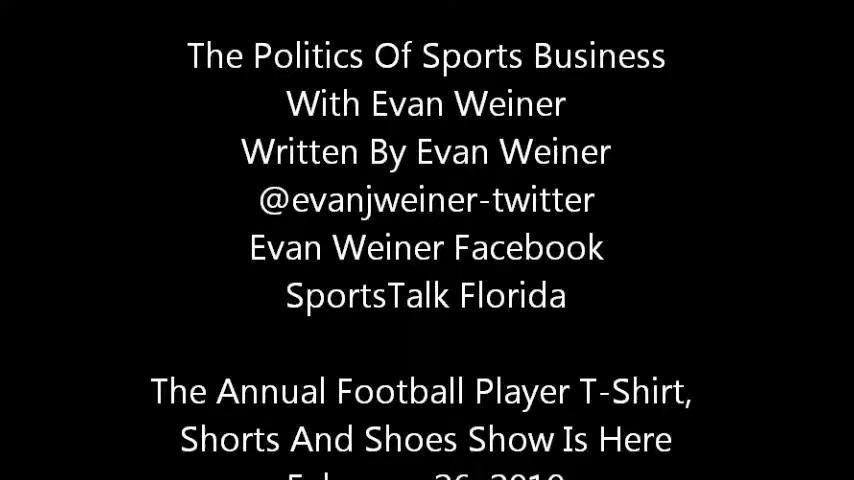 The Politics Of Sports Business
With Evan Weiner
Written By Evan Weiner
@evanjweiner-twitter
Evan Weiner Facebook
SportsTalk Florida
The Annual Football Player T-Shirt,
Shorts And Shoes Show Is Here